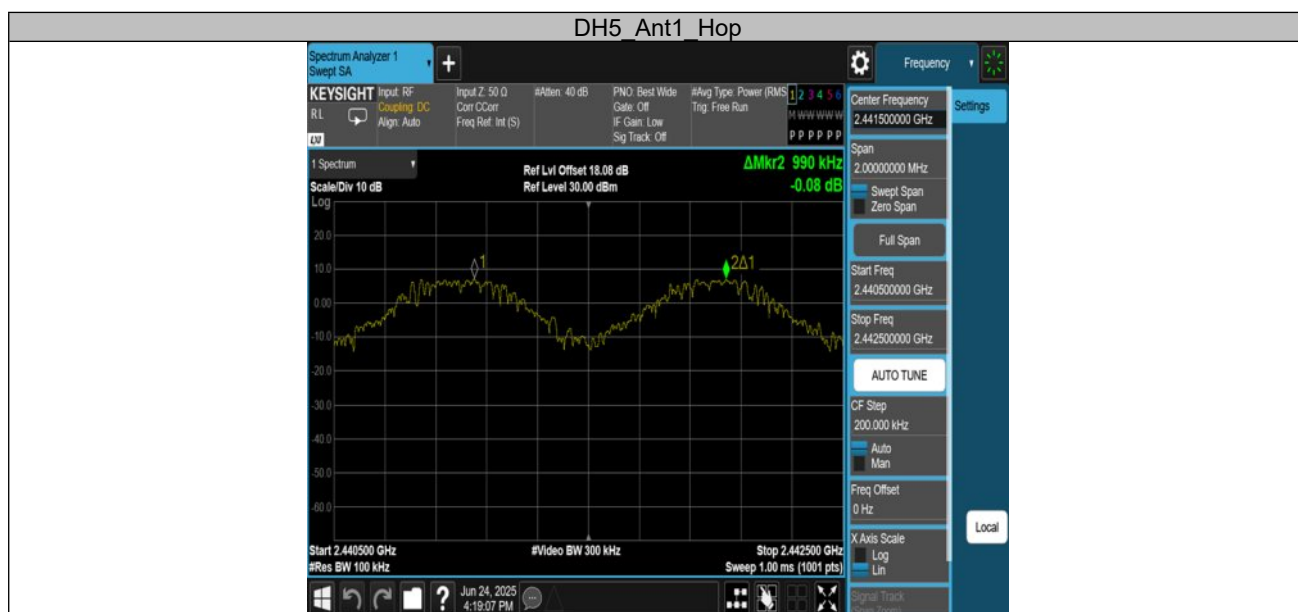 DH5_Ant1_Hop
Spectrum Analyzer 1
Swept SA
+
Frequency
KEYSIGHT
RL
Input: RF
Coupling: DC
Align: Auto
Input Z: 50 Ω
Corr CCorr
Freq Ref: Int (S)
#Atten: 40 dB
PNO: Best Wide
Gate: Off
IF Gain: Low
Sig Track: Off
#Avg Type: Power (RMS
Trig: Free Run
1 2 3 4 5 6
M W W W W W
P P P P P P
LXI
1 Spectrum
Scale/Div 10 dB
Log
Ref Lvl Offset 18.08 dB
Ref Level 30.00 dBm
ΔMkr2 990 kHz
-0.08 dB
20.0
10.0
0.00
-10.0
-20.0
-30.0
-40.0
-50.0
-60.0
1
2Δ1
Start 2.440500 GHz
#Res BW 100 kHz
#Video BW 300 kHz
Stop 2.442500 GHz
Sweep 1.00 ms (1001 pts)
Center Frequency
2.441500000 GHz
Settings
Span
2.00000000 MHz
Swept Span
Zero Span
Full Span
Start Freq
2.440500000 GHz
Stop Freq
2.442500000 GHz
AUTO TUNE
CF Step
200.000 kHz
Auto
Man
Freq Offset
0 Hz
X Axis Scale
Log
Lin
Local
Signal Track
(Span Zoom)
?
Jun 24, 2025
4:19:07 PM